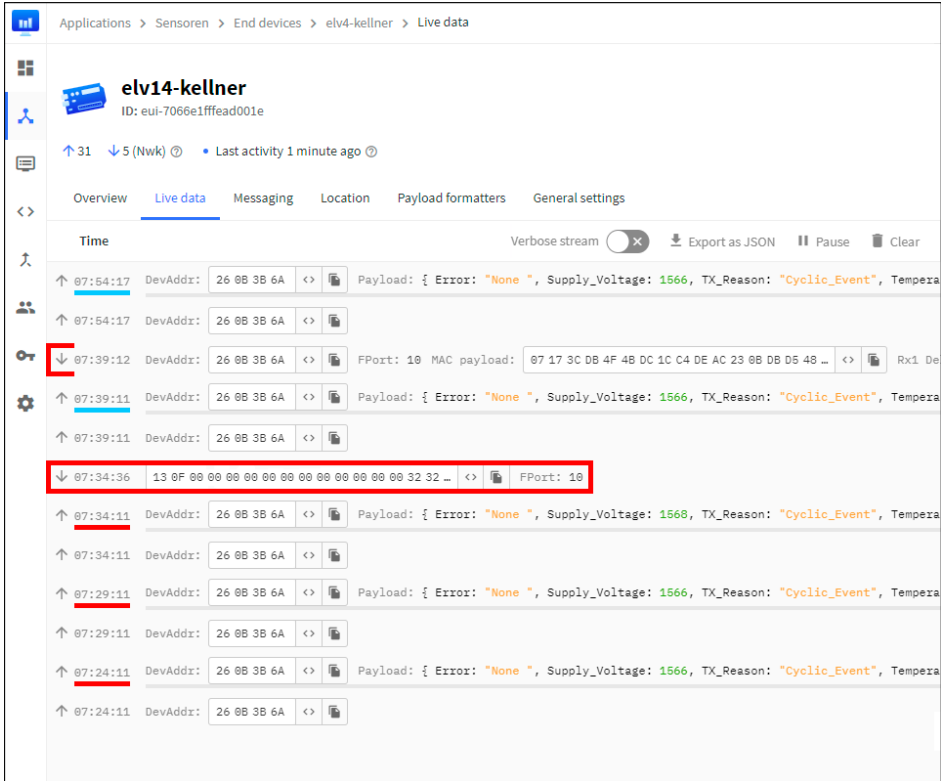 Applications > Sensoren > End devices > elv4-kellner > Live data
elv14-kellner
ID: eui-7066e1fffead001e
31 5 (Nwk) • Last activity 1 minute ago
Overview Live data Messaging Location Payload formatters General settings
Time Verbose stream Export as JSON Pause Clear
↑ 07:54:17 DevAddr: 26 0B 3B 6A <> Payload: { Error: "None ", Supply_Voltage: 1566, TX_Reason: "Cyclic_Event", Tempera
↑ 07:54:17 DevAddr: 26 0B 3B 6A <>
↓ 07:39:12 DevAddr: 26 0B 3B 6A <> FPort: 10 MAC payload: 07 17 3C DB 4F 4B DC 1C C4 DE AC 23 0B DB D5 48 … <> Rx1 De
↑ 07:39:11 DevAddr: 26 0B 3B 6A <> Payload: { Error: "None ", Supply_Voltage: 1566, TX_Reason: "Cyclic_Event", Tempera
↑ 07:39:11 DevAddr: 26 0B 3B 6A <>
↓ 07:34:36 13 0F 00 00 00 00 00 00 00 00 00 00 00 00 32 32 … <> FPort: 10
↑ 07:34:11 DevAddr: 26 0B 3B 6A <> Payload: { Error: "None ", Supply_Voltage: 1568, TX_Reason: "Cyclic_Event", Tempera
↑ 07:34:11 DevAddr: 26 0B 3B 6A <>
↑ 07:29:11 DevAddr: 26 0B 3B 6A <> Payload: { Error: "None ", Supply_Voltage: 1566, TX_Reason: "Cyclic_Event", Tempera
↑ 07:29:11 DevAddr: 26 0B 3B 6A <>
↑ 07:24:11 DevAddr: 26 0B 3B 6A <> Payload: { Error: "None ", Supply_Voltage: 1566, TX_Reason: "Cyclic_Event", Tempera
↑ 07:24:11 DevAddr: 26 0B 3B 6A <>